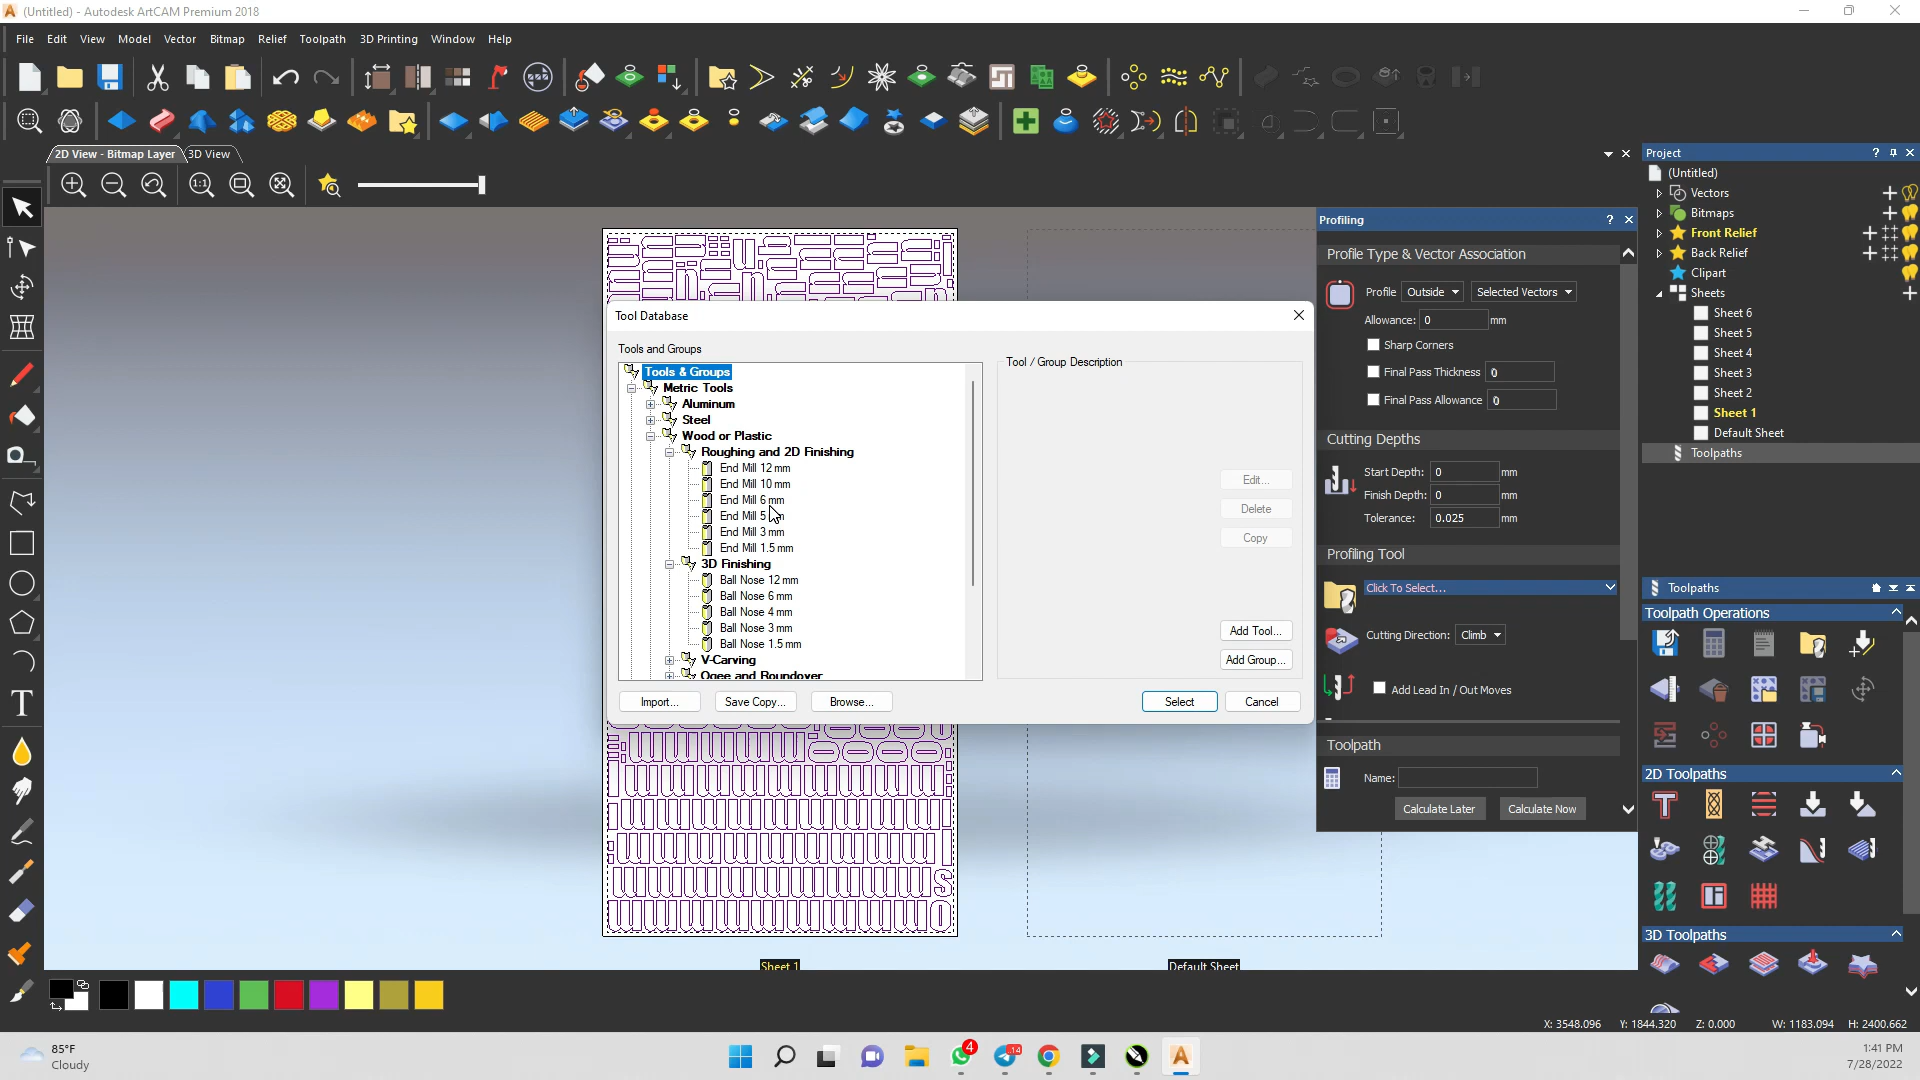 (Untitled) - Autodesk ArtCAM Premium 2018
File Edit View Model Vector Bitmap Relief Toolpath 3D Printing Window Help
2D View - Bitmap Layer
3D View
1:1
Profiling
Profile Type & Vector Association
Profile Outside Selected Vectors
Allowance: 0 mm
Sharp Corners
Final Pass Thickness 0
Final Pass Allowance 0
Cutting Depths
Start Depth: 0 mm
Finish Depth: 0 mm
Tolerance: 0.025 mm
Profiling Tool
Click To Select...
Cutting Direction: Climb
Add Lead In / Out Moves
Toolpath
Name:
Calculate Later Calculate Now
Tool Database
Tools and Groups
Tools & Groups
Metric Tools
Aluminum
Steel
Wood or Plastic
Roughing and 2D Finishing
End Mill 12 mm
End Mill 10 mm
End Mill 6 mm
End Mill 5
End Mill 3 mm
End Mill 1.5 mm
3D Finishing
Ball Nose 12 mm
Ball Nose 6 mm
Ball Nose 4 mm
Ball Nose 3 mm
Ball Nose 1.5 mm
V-Carving
Ogee and Roundover
Tool / Group Description
Edit...
Delete
Copy
Add Tool...
Add Group...
Import... Save Copy... Browse... Select Cancel
Sheet 1
Default Sheet
Project
(Untitled)
Vectors
Bitmaps
Front Relief
Back Relief
Clipart
Sheets
Sheet 6
Sheet 5
Sheet 4
Sheet 3
Sheet 2
Sheet 1
Default Sheet
Toolpaths
Toolpaths
Toolpath Operations
2D Toolpaths
3D Toolpaths
X: 3548.096 Y: 1844.320 Z: 0.000 W: 1183.094 H: 2400.662
85°F
Cloudy
4
14
1:41 PM
7/28/2022